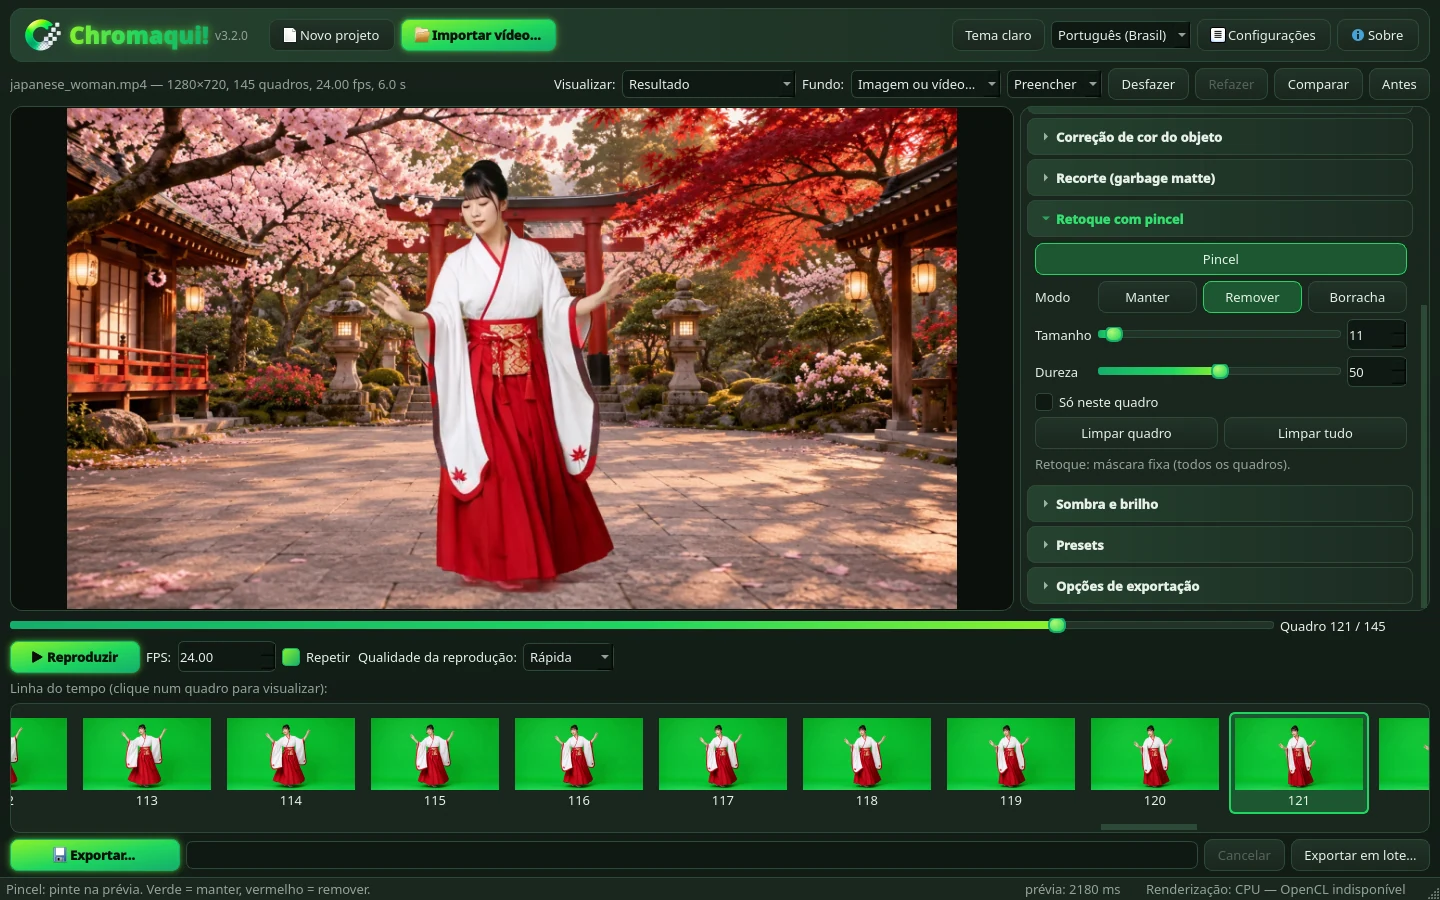 Chromaqui! v3.2.0 Novo projeto Importar vídeo... Tema claro Português (Brasil) Configurações Sobre
japanese_woman.mp4 — 1280×720, 145 quadros, 24.00 fps, 6.0 s Visualizar: Resultado Fundo: Imagem ou vídeo... Preencher Desfazer Refazer Comparar Antes
Correção de cor do objeto
Recorte (garbage matte)
Retoque com pincel
Pincel
Modo Manter Remover Borracha
Tamanho 11
Dureza 50
Só neste quadro
Limpar quadro Limpar tudo
Retoque: máscara fixa (todos os quadros).
Sombra e brilho
Presets
Opções de exportação
Quadro 121 / 145
Reproduzir FPS: 24.00 Repetir Qualidade da reprodução: Rápida
Linha do tempo (clique num quadro para visualizar):
113 114 115 116 117 118 119 120 121
Exportar... Cancelar Exportar em lote...
Pincel: pinte na prévia. Verde = manter, vermelho = remover. prévia: 2180 ms Renderização: CPU — OpenCL indisponível